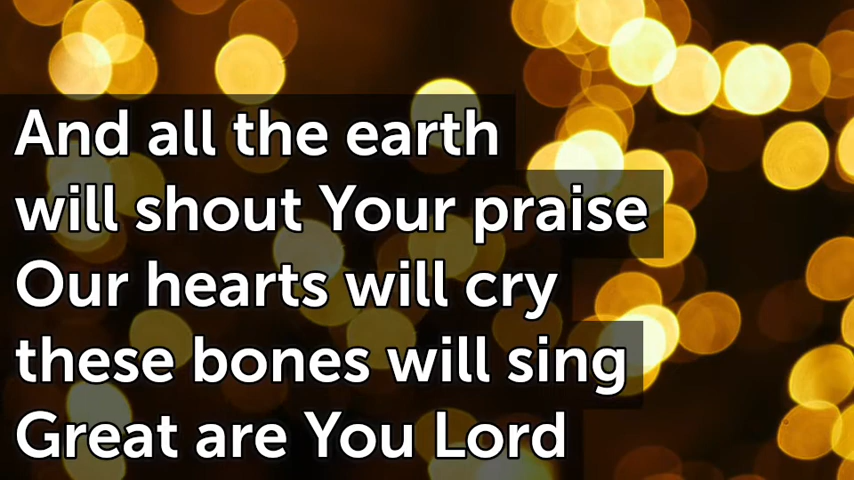 And all the earth
will shout Your praise
Our hearts will cry
these bones will sing
Great are You Lord